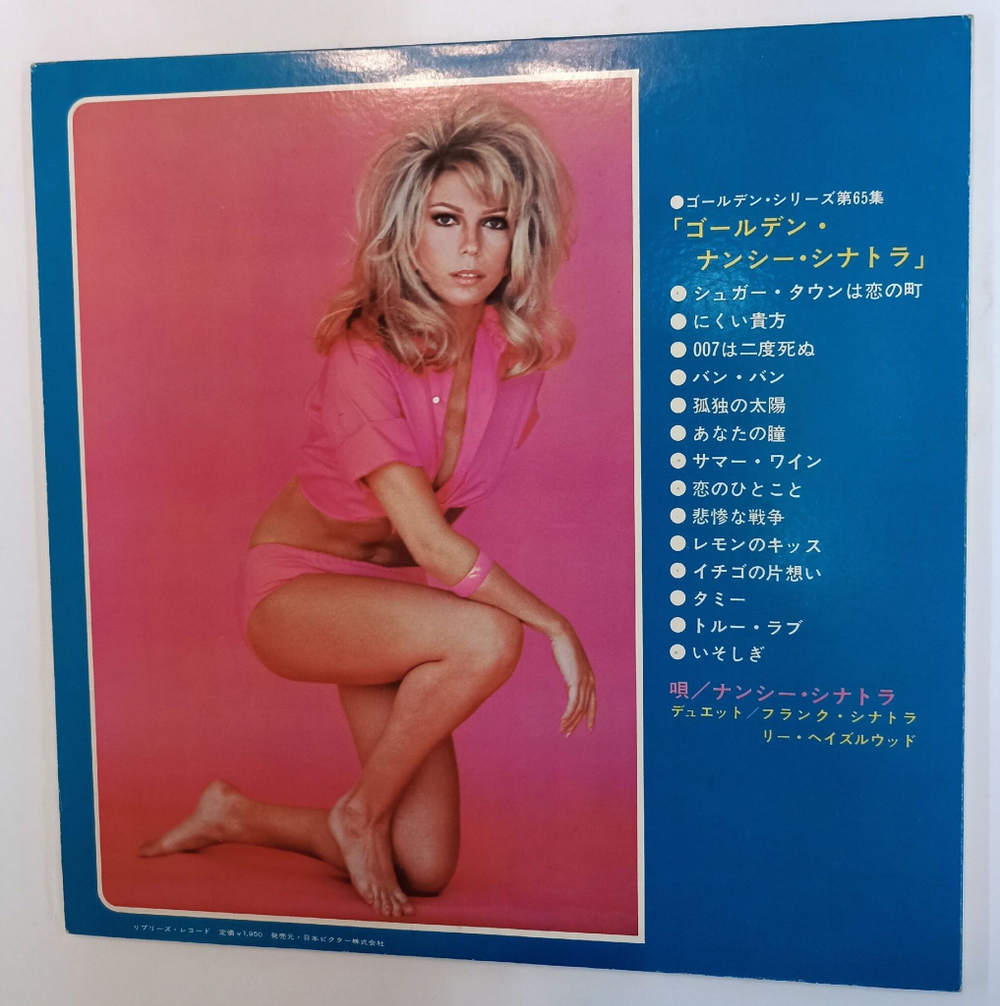 ●ゴールデン・シリーズ第65集
「ゴールデン・
ナンシー・シナトラ」
●シュガー・タウンは恋の町
●にくい貴方
●007は二度死ぬ
●バン・バン
●孤独の太陽
●あなたの瞳
●サマー・ワイン
●恋のひとこと
●悲惨な戦争
●レモンのキッス
●イチゴの片想い
●タミー
●トルー・ラブ
●いそしぎ
唄／ナンシー・シナトラ
デュエット／フランク・シナトラ
リー・ヘイズルウッド
リプリーズ・レコード 定価¥1,950 発売元・日本ビクター株式会社